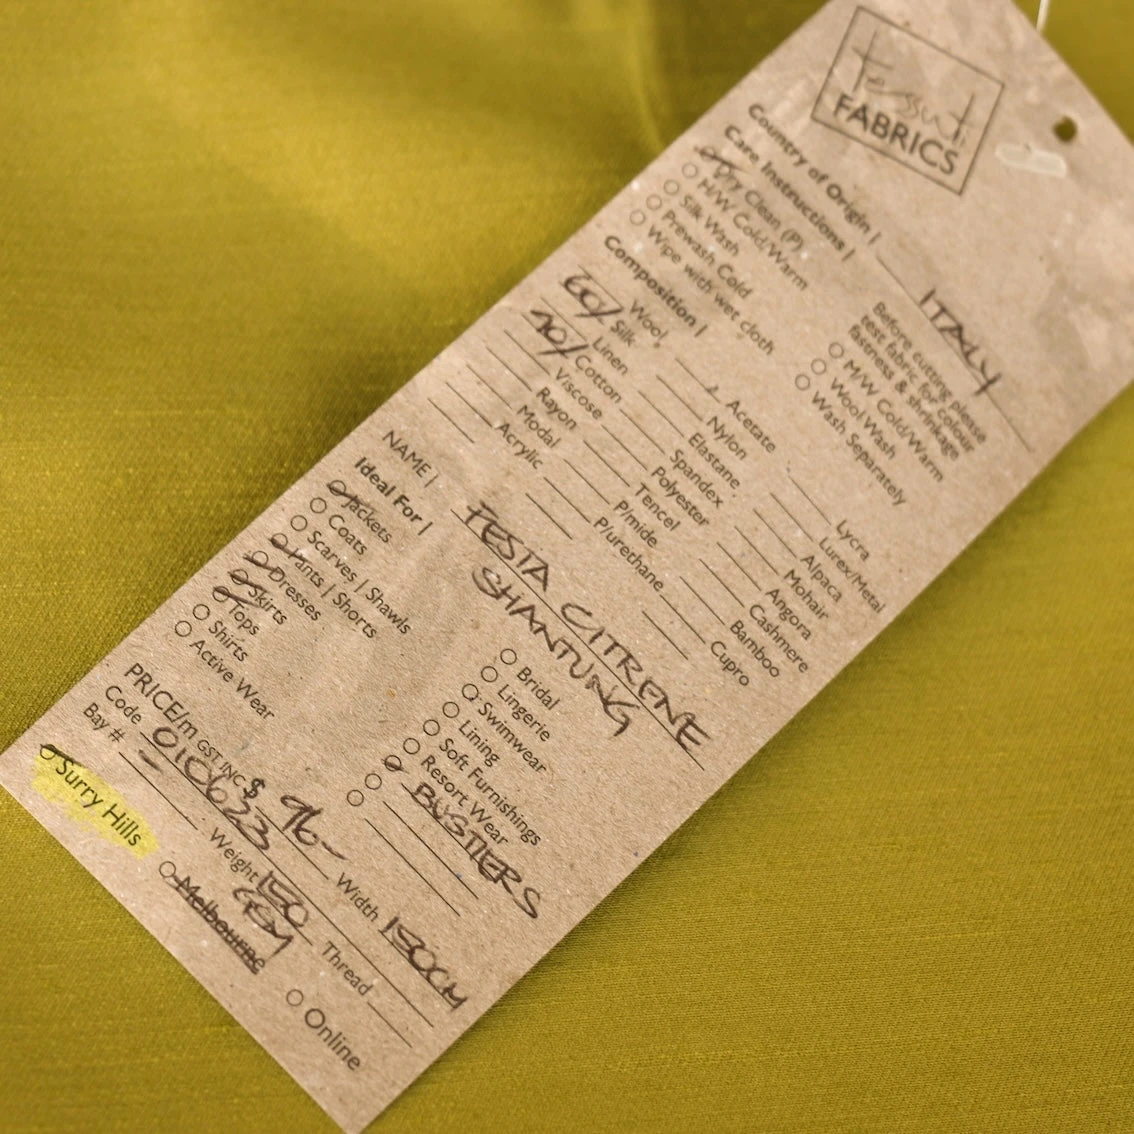 tessuti
FABRICS
Country of Origin | ITALY
Care Instructions |
Dry Clean (P)
H/W Cold/Warm
Silk Wash
Prewash Cold
Wipe with wet cloth
Before cutting please
test fabric for colour
fastness & shrinkage
M/W Cold/Warm
Wool Wash
Wash Separately
Composition |
Wool
60/ Silk
Linen
40/ Cotton
Viscose
Rayon
Modal
Acrylic
Acetate
Nylon
Elastane
Spandex
Polyester
Tencel
P/mide
P/urethane
Lycra
Lurex/Metal
Alpaca
Mohair
Angora
Cashmere
Bamboo
Cupro
NAME | FESTA CITRENE
SHANTUNG
Ideal For |
Jackets
Coats
Scarves | Shawls
Pants | Shorts
Dresses
Skirts
Tops
Shirts
Active Wear
Bridal
Lingerie
Swimwear
Lining
Soft Furnishings
Resort Wear
BUSTIERS
PRICE/m GST INC $ 96- Width 150CM
Code 010623 Weight 150 GSM Thread
Bay #
Surry Hills
Melbourne
Online